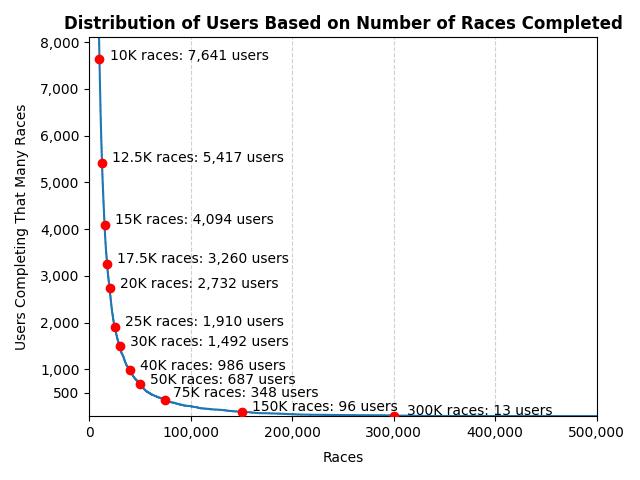 Distribution of Users Based on Number of Races Completed
Users Completing That Many Races
8,000
7,000
6,000
5,000
4,000
3,000
2,000
1,000
500
10K races: 7,641 users
12.5K races: 5,417 users
15K races: 4,094 users
17.5K races: 3,260 users
20K races: 2,732 users
25K races: 1,910 users
30K races: 1,492 users
40K races: 986 users
50K races: 687 users
75K races: 348 users
150K races: 96 users
300K races: 13 users
0
100,000
200,000
300,000
400,000
500,000
Races